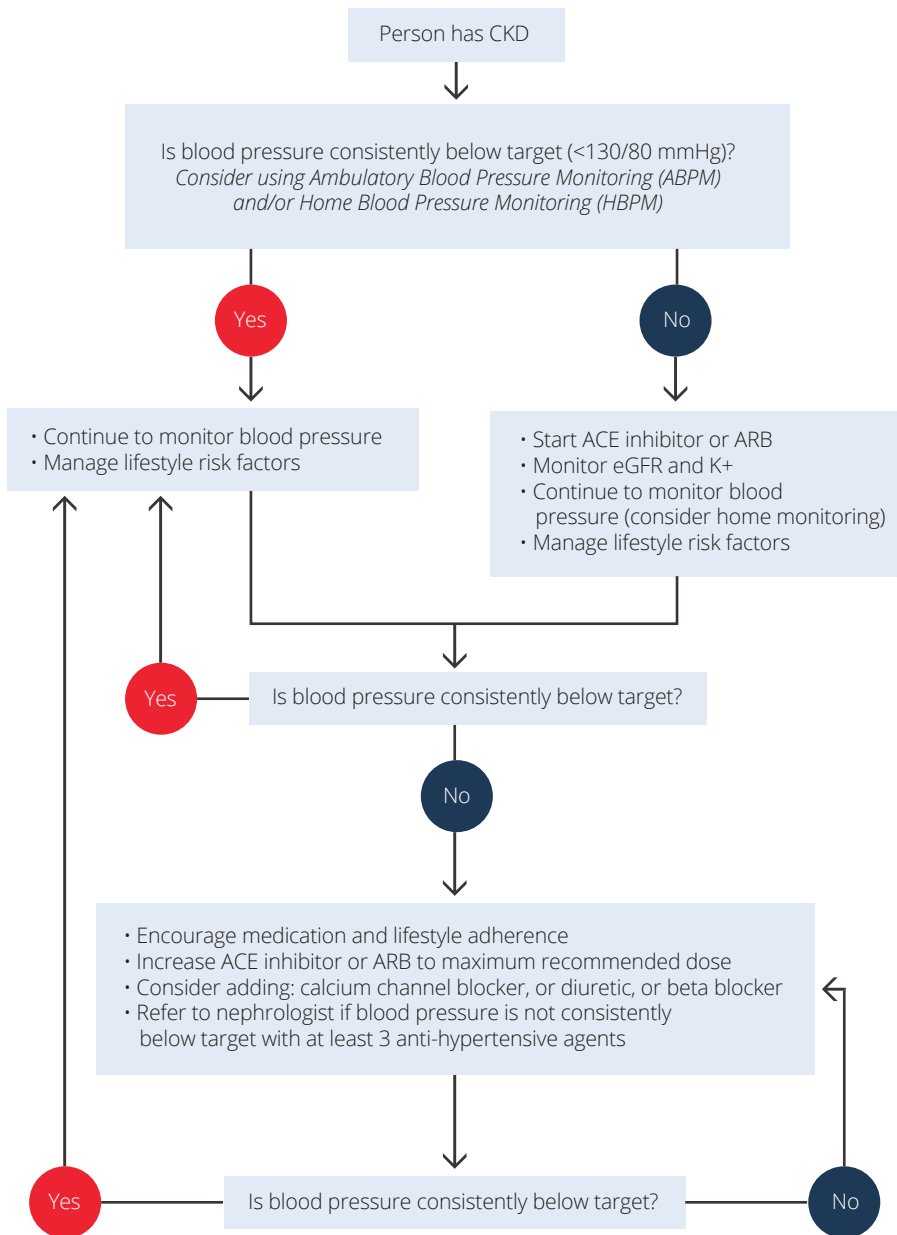 Person has CKD
Is blood pressure consistently below target (<130/80 mmHg)?
Consider using Ambulatory Blood Pressure Monitoring (ABPM)
and/or Home Blood Pressure Monitoring (HBPM)
Yes
No
• Continue to monitor blood pressure
• Manage lifestyle risk factors
• Start ACE inhibitor or ARB
• Monitor eGFR and K+
• Continue to monitor blood
pressure (consider home monitoring)
• Manage lifestyle risk factors
Yes
Is blood pressure consistently below target?
No
• Encourage medication and lifestyle adherence
• Increase ACE inhibitor or ARB to maximum recommended dose
• Consider adding: calcium channel blocker, or diuretic, or beta blocker
• Refer to nephrologist if blood pressure is not consistently
below target with at least 3 anti-hypertensive agents
Yes
Is blood pressure consistently below target?
No